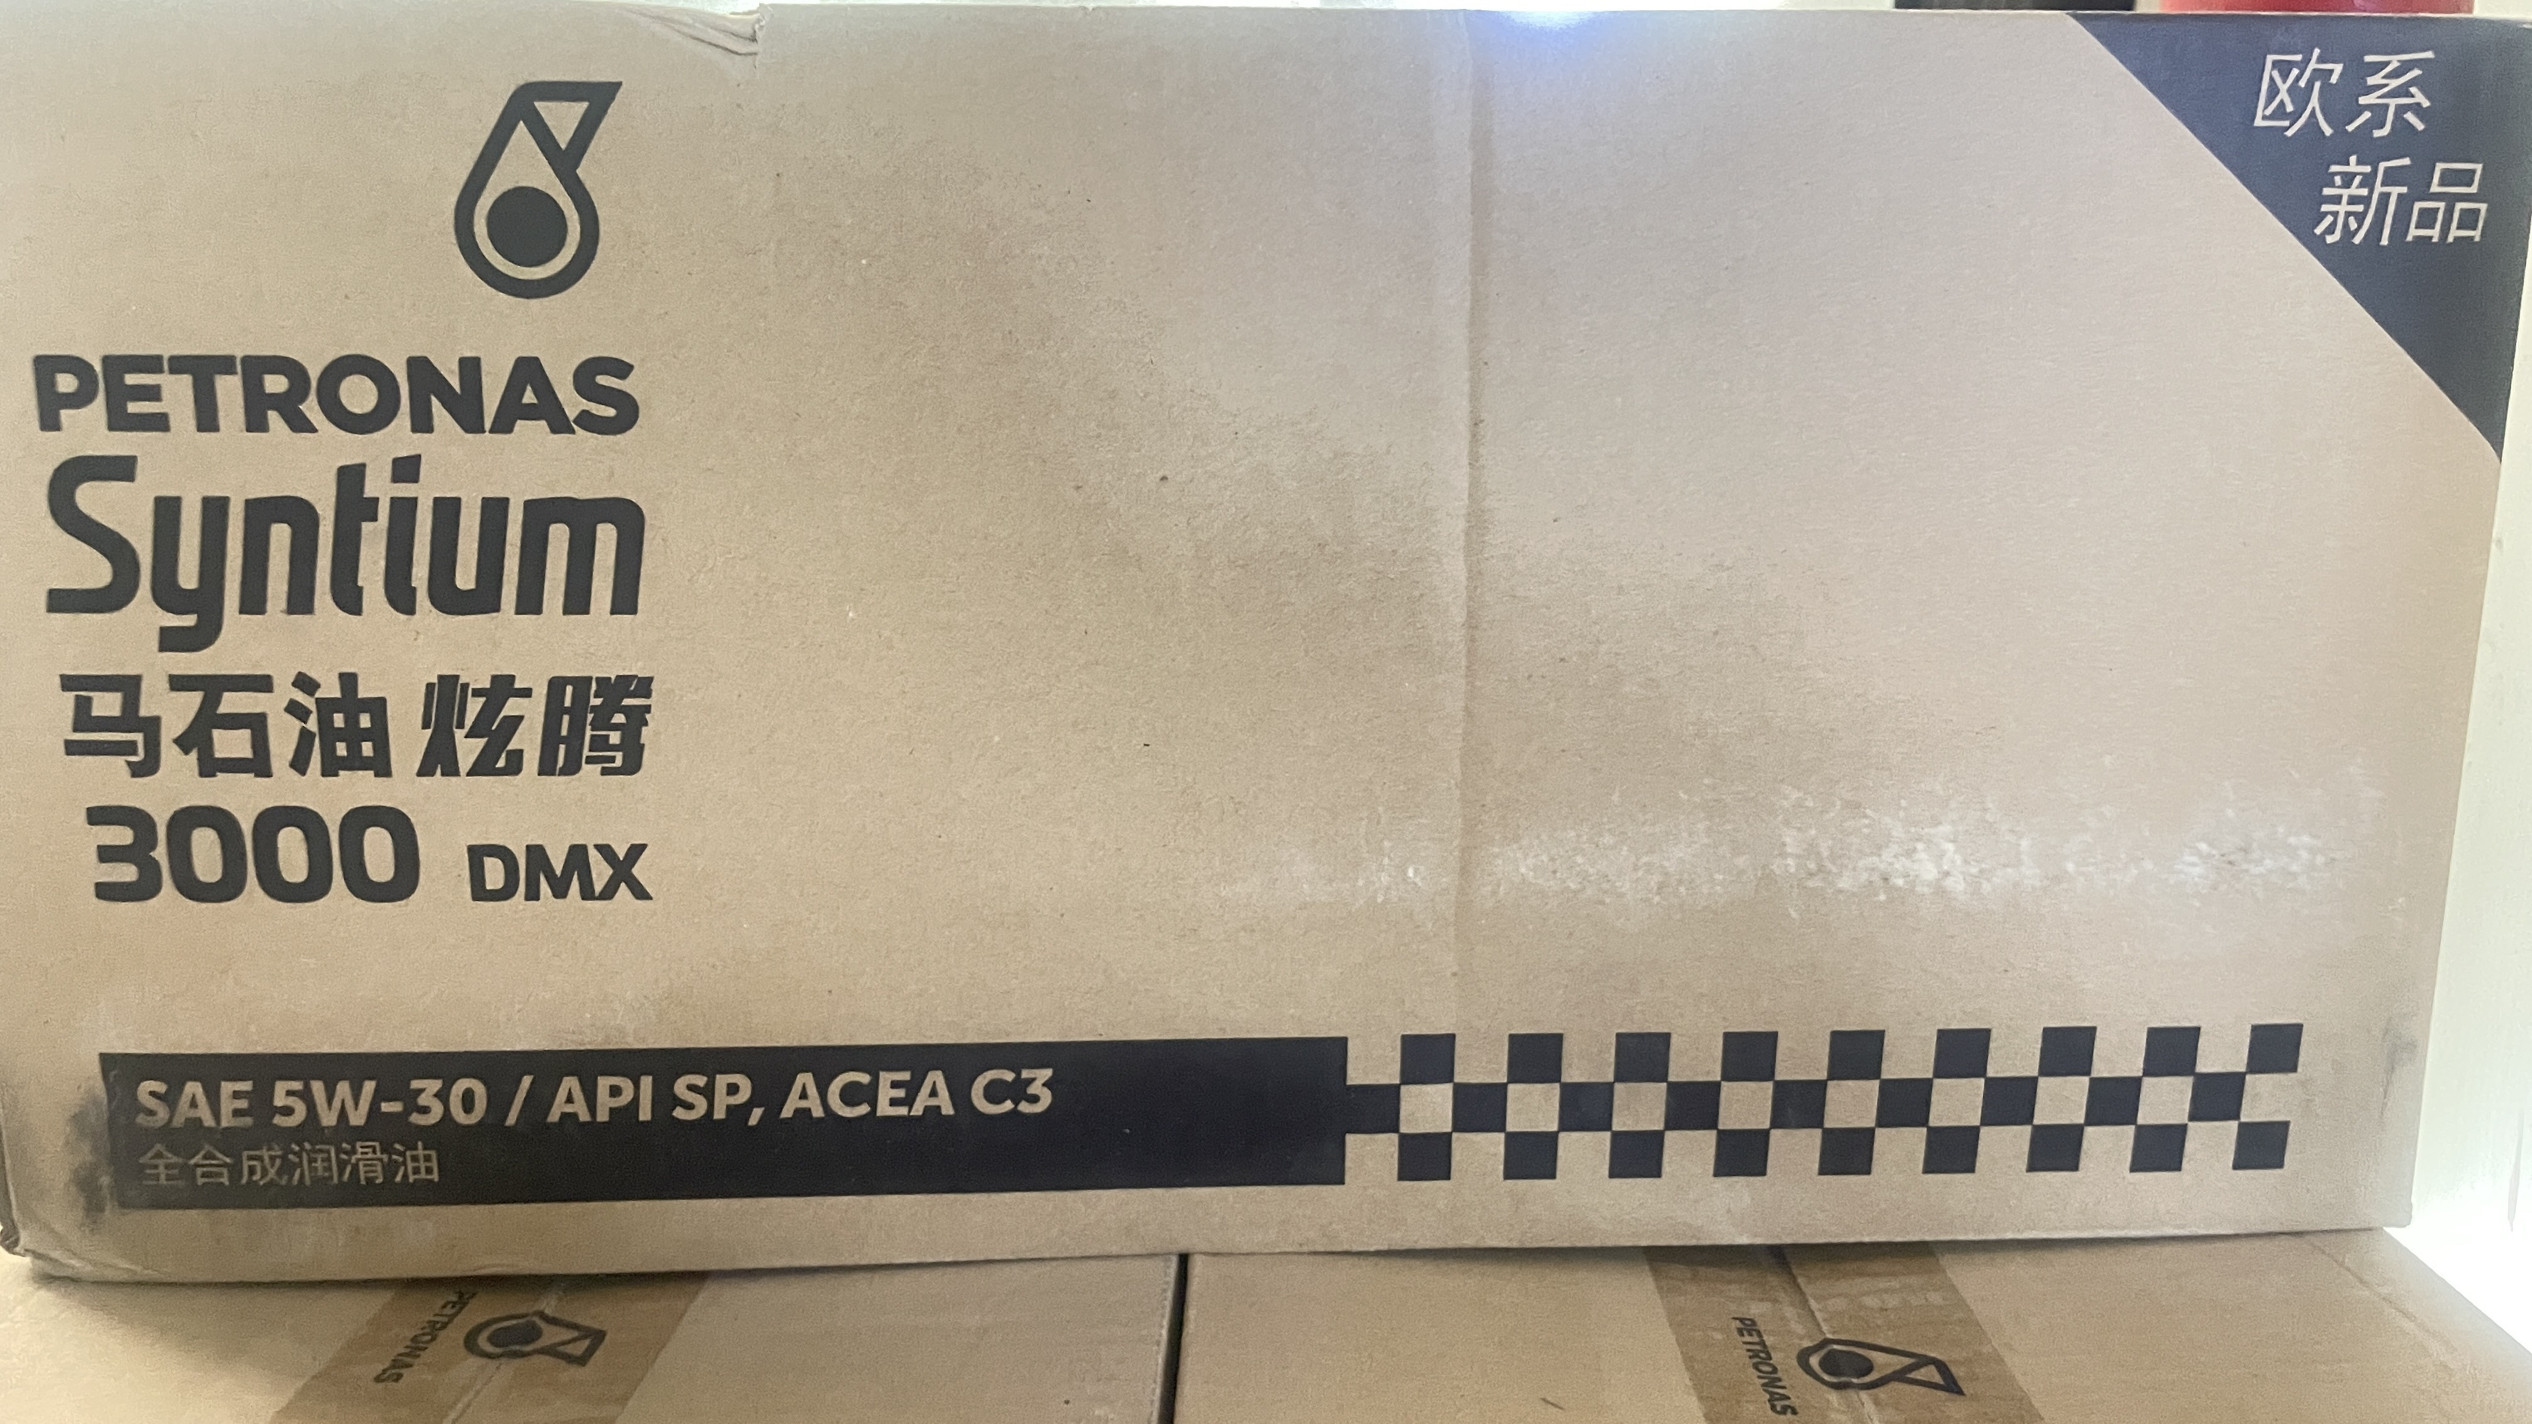 欧系
新品
PETRONAS
Syntium
马石油 炫腾
3000 DMX
SAE 5W-30 / API SP, ACEA C3
全合成润滑油
PETRONAS
PETRONAS